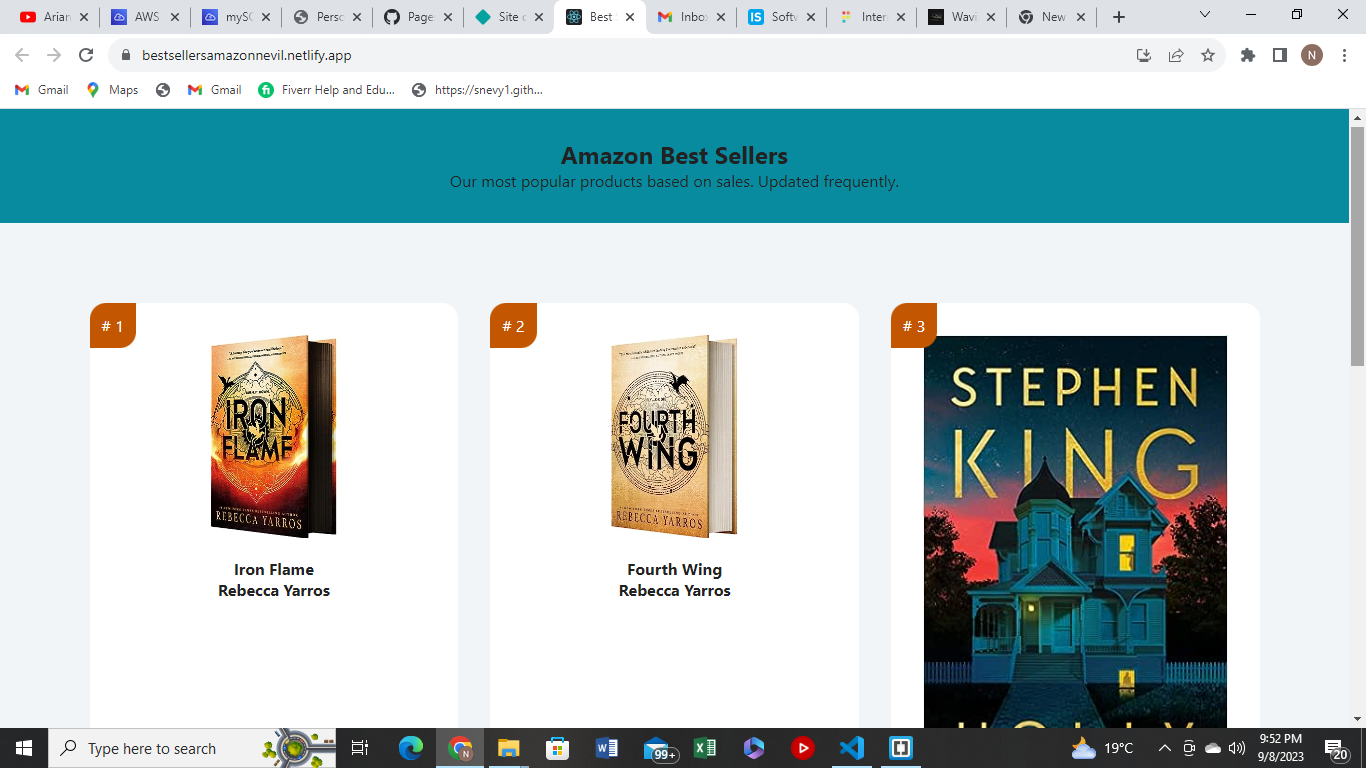 Arian
AWS
mySC
Perso
Page
Site o
Best S
Inbo
Softw
Inter
Wavi
New
bestsellersamazonnevil.netlify.app
N
Gmail
Maps
Gmail
Fiverr Help and Edu...
https://snevy1.gith...
Amazon Best Sellers
Our most popular products based on sales. Updated frequently.
# 1
# 2
# 3
IRON
FLAME
REBECCA YARROS
FOURTH
WING
REBECCA YARROS
STEPHEN
KING
HOLLY
Iron Flame
Rebecca Yarros
Fourth Wing
Rebecca Yarros
Type here to search
99+
19°C
9:52 PM
9/8/2023
20